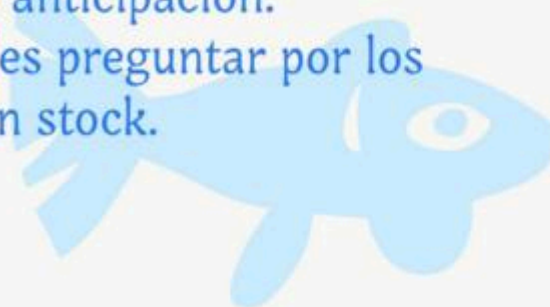 anticipación.
es preguntar por los
n stock.